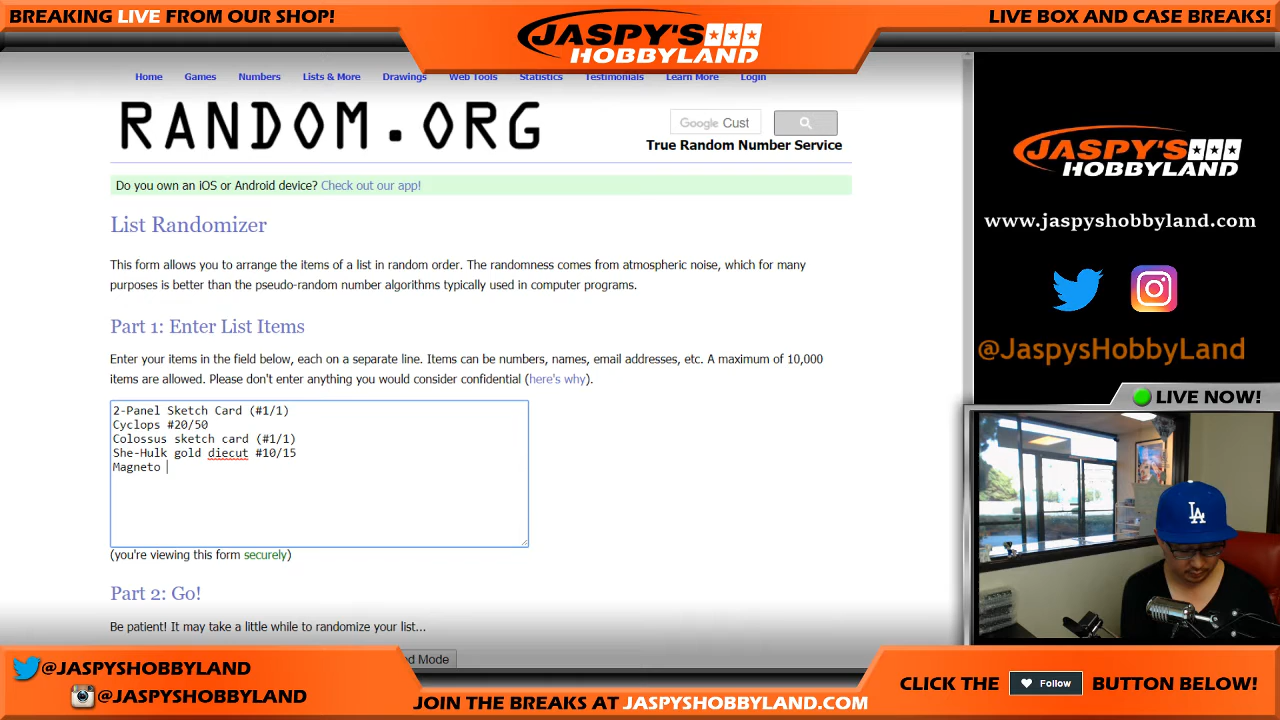 BREAKING LIVE FROM OUR SHOP!
JASPY'S
HOBBYLAND
LIVE BOX AND CASE BREAKS!
Home Games Numbers Lists & More Drawings Web Tools Statistics Testimonials Learn More Login
RANDOM.ORG
Google Cust
True Random Number Service
Do you own an iOS or Android device? Check out our app!
List Randomizer
This form allows you to arrange the items of a list in random order. The randomness comes from atmospheric noise, which for many
purposes is better than the pseudo-random number algorithms typically used in computer programs.
Part 1: Enter List Items
Enter your items in the field below, each on a separate line. Items can be numbers, names, email addresses, etc. A maximum of 10,000
items are allowed. Please don't enter anything you would consider confidential (here's why).
2-Panel Sketch Card (#1/1)
Cyclops #20/50
Colossus sketch card (#1/1)
She-Hulk gold diecut #10/15
Magneto
(you're viewing this form securely)
Part 2: Go!
Be patient! It may take a little while to randomize your list...
d Mode
JASPY'S
HOBBYLAND
www.jaspyshobbyland.com
@JaspysHobbyLand
LIVE NOW!
LA
@JASPYSHOBBYLAND
@JASPYSHOBBYLAND
JOIN THE BREAKS AT JASPYSHOBBYLAND.COM
CLICK THE Follow BUTTON BELOW!